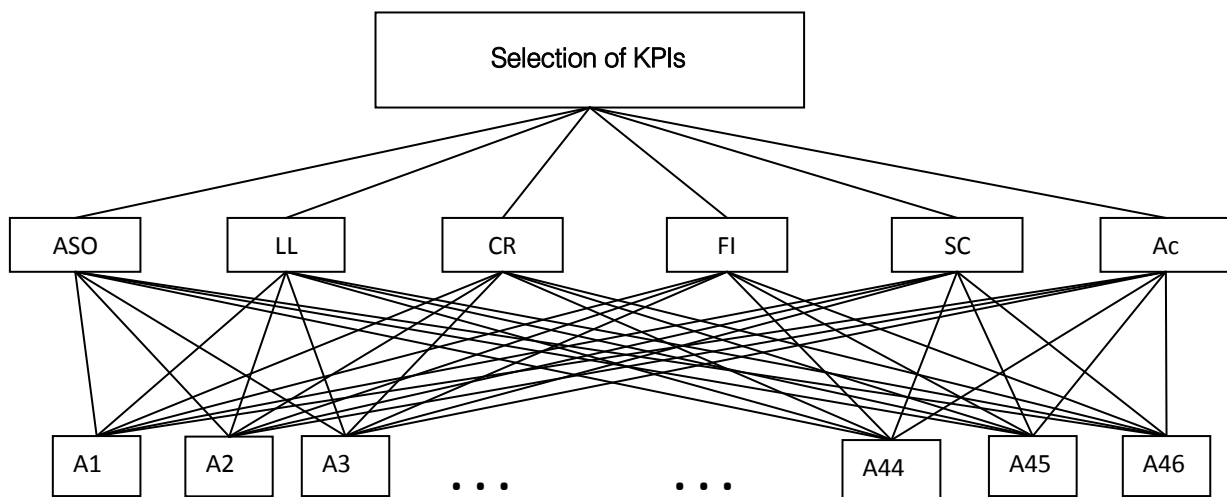 Selection of KPIs
ASO LL CR FI SC Ac
A1 A2 A3 ... ... A44 A45 A46